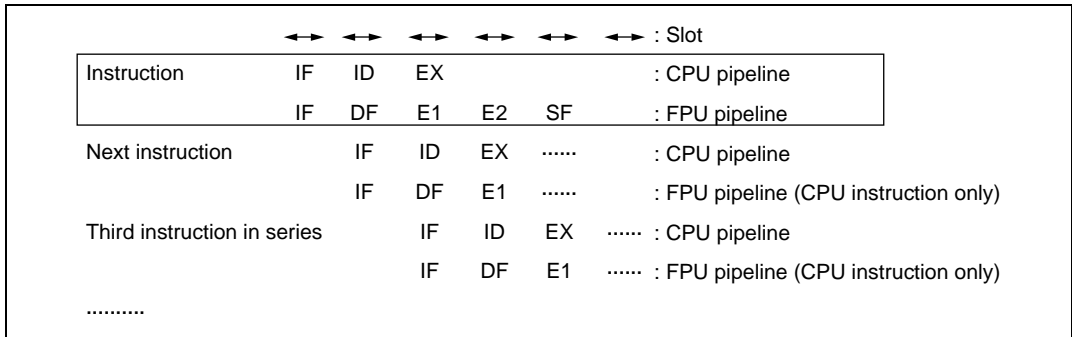 : Slot
Instruction IF ID EX : CPU pipeline
IF DF E1 E2 SF : FPU pipeline
Next instruction IF ID EX ...... : CPU pipeline
IF DF E1 ...... : FPU pipeline (CPU instruction only)
Third instruction in series IF ID EX ...... : CPU pipeline
IF DF E1 ...... : FPU pipeline (CPU instruction only)
..........